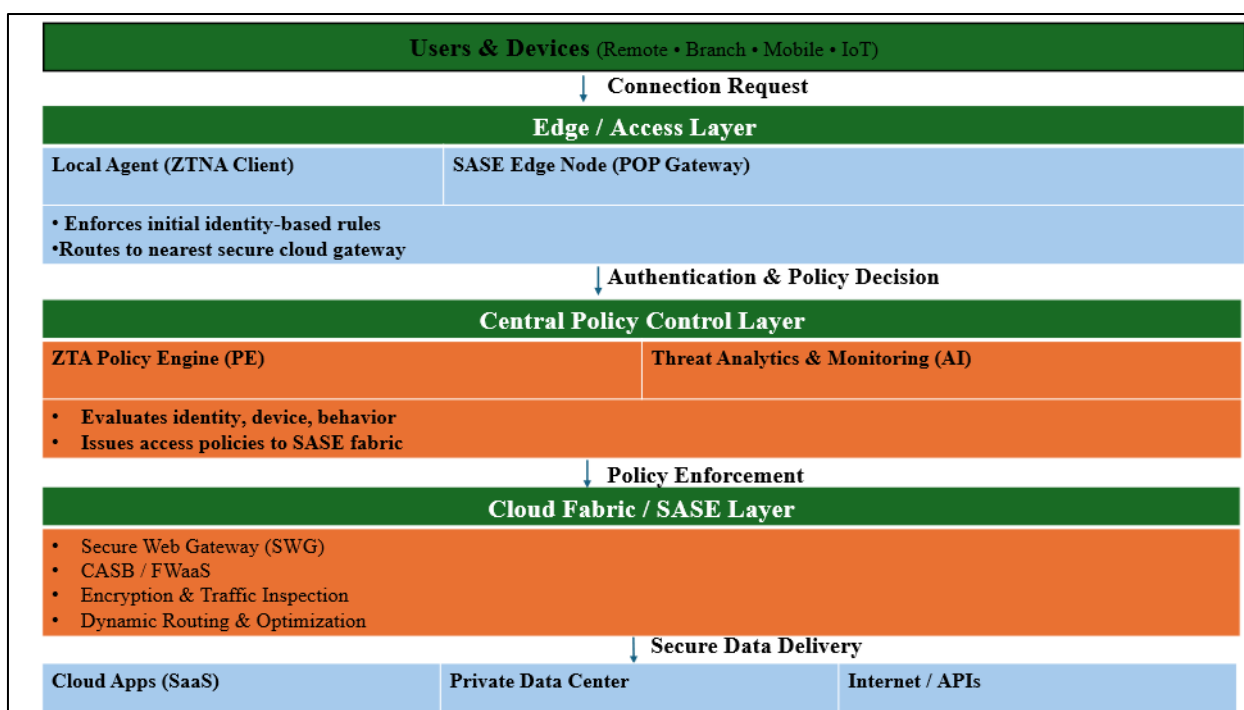 Users & Devices (Remote • Branch • Mobile • IoT)
Connection Request
Edge / Access Layer
Local Agent (ZTNA Client)
SASE Edge Node (POP Gateway)
• Enforces initial identity-based rules
•Routes to nearest secure cloud gateway
Authentication & Policy Decision
Central Policy Control Layer
ZTA Policy Engine (PE)
Threat Analytics & Monitoring (AI)
• Evaluates identity, device, behavior
• Issues access policies to SASE fabric
Policy Enforcement
Cloud Fabric / SASE Layer
• Secure Web Gateway (SWG)
• CASB / FWaaS
• Encryption & Traffic Inspection
• Dynamic Routing & Optimization
Secure Data Delivery
Cloud Apps (SaaS)
Private Data Center
Internet / APIs